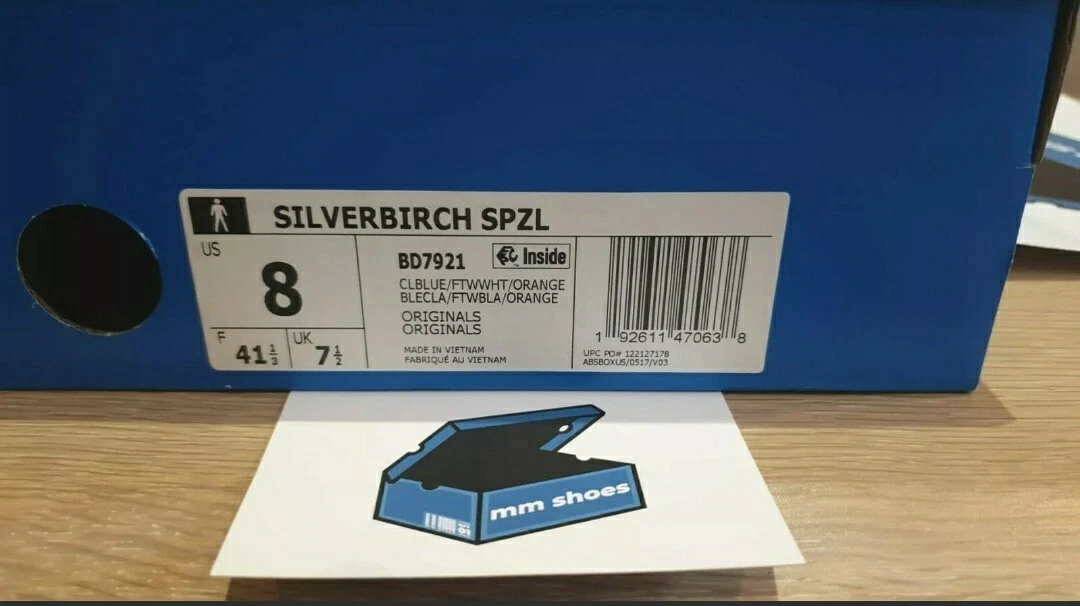 SILVERBIRCH SPZL
US
8
F
41 1/3
UK
7 1/2
BD7921
EC Inside
CLBLUE/FTWWHT/ORANGE
BLECLA/FTWBLA/ORANGE
ORIGINALS
ORIGINALS
MADE IN VIETNAM
FABRIQUÉ AU VIETNAM
1 92611 47063 8
UPC PO# 122127178
ABSBOXUS/0517/V03
mm shoes